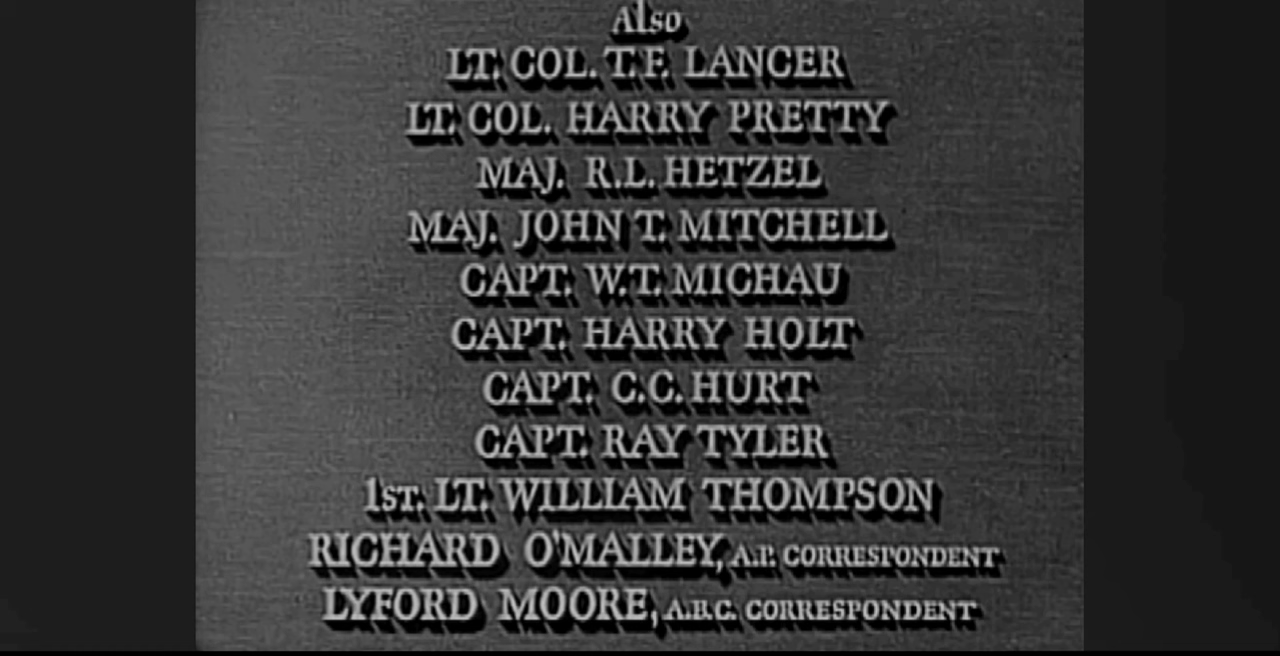 Also
LT. COL. T.F. LANCER
LT. COL. HARRY PRETTY
MAJ. R.L. HETZEL
MAJ. JOHN T. MITCHELL
CAPT. W.T. MICHAU
CAPT. HARRY HOLT
CAPT. C.C. HURT
CAPT. RAY TYLER
1ST. LT. WILLIAM THOMPSON
RICHARD O'MALLEY, A.P. CORRESPONDENT
LYFORD MOORE, A.B.C. CORRESPONDENT